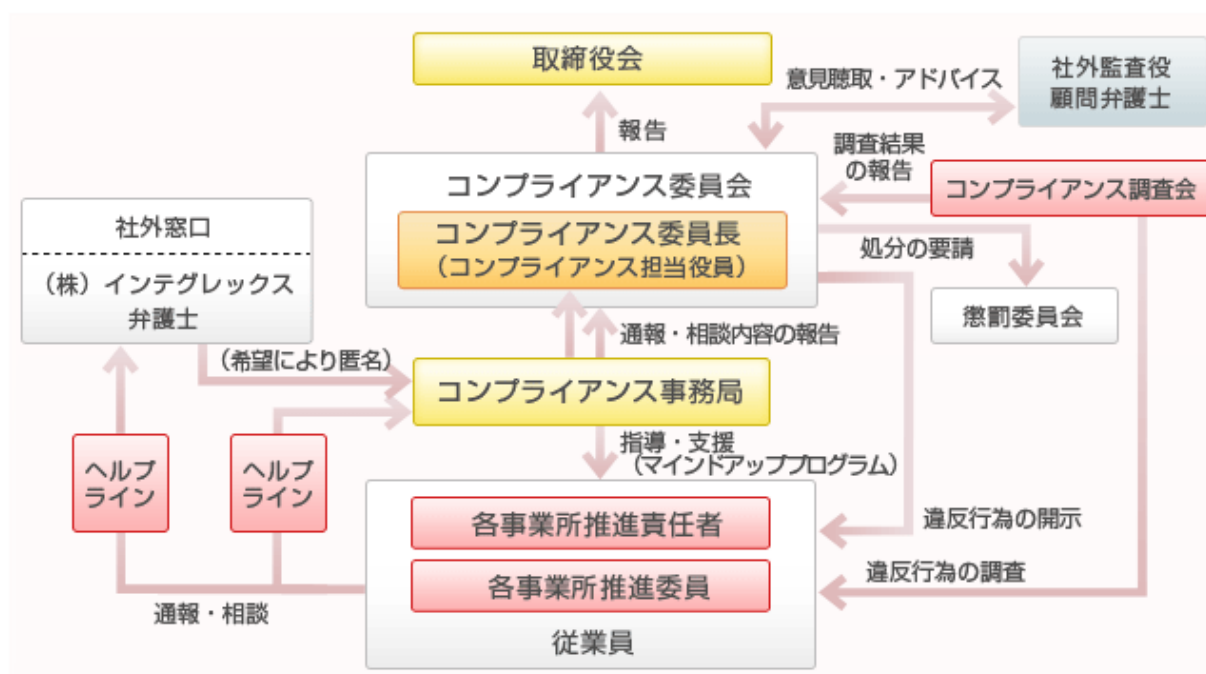 取締役会
社外監査役
顧問弁護士
意見聴取・アドバイス
報告
調査結果
の報告
コンプライアンス委員会
コンプライアンス調査会
コンプライアンス委員長
（コンプライアンス担当役員）
処分の要請
社外窓口
（株）インテグレックス
弁護士
懲罰委員会
通報・相談内容の報告
（希望により匿名）
コンプライアンス事務局
指導・支援
（マインドアッププログラム）
ヘルプ
ライン
ヘルプ
ライン
各事業所推進責任者
違反行為の開示
各事業所推進委員
違反行為の調査
通報・相談
従業員